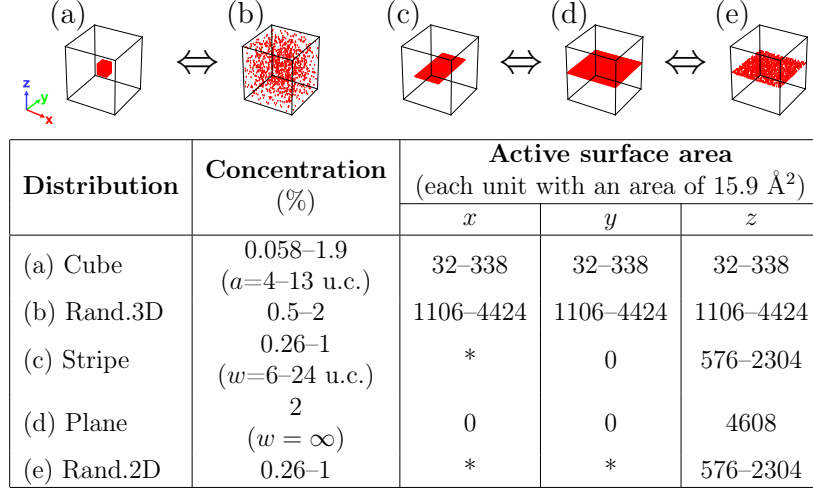 (a) ⇔ (b) (c) ⇔ (d) ⇔ (e)
z
y
x
Distribution Concentration (%) Active surface area
(each unit with an area of 15.9 Å²)
x y z
(a) Cube 0.058–1.9 (a=4–13 u.c.) 32–338 32–338 32–338
(b) Rand.3D 0.5–2 1106–4424 1106–4424 1106–4424
(c) Stripe 0.26–1 (w=6–24 u.c.) * 0 576–2304
(d) Plane 2 (w = ∞) 0 0 4608
(e) Rand.2D 0.26–1 * * 576–2304